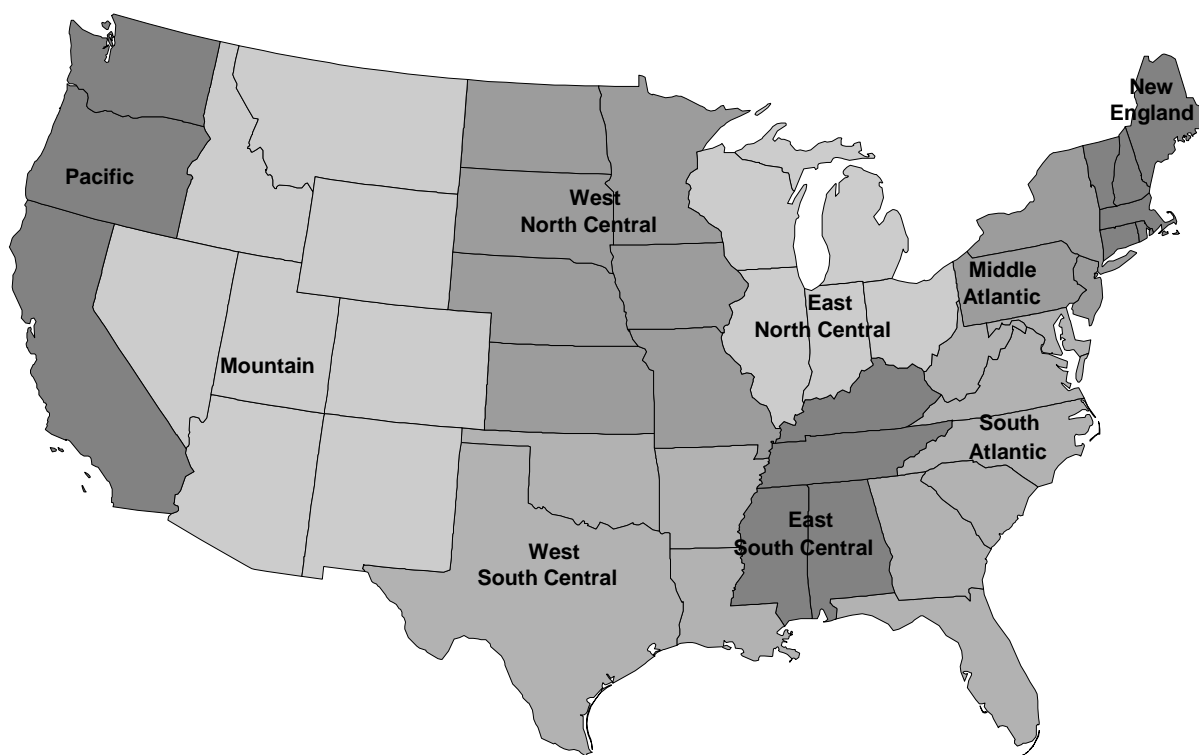 New
England
Pacific
West
North Central
Middle
Atlantic
East
North Central
Mountain
South
Atlantic
East
South Central
West
South Central